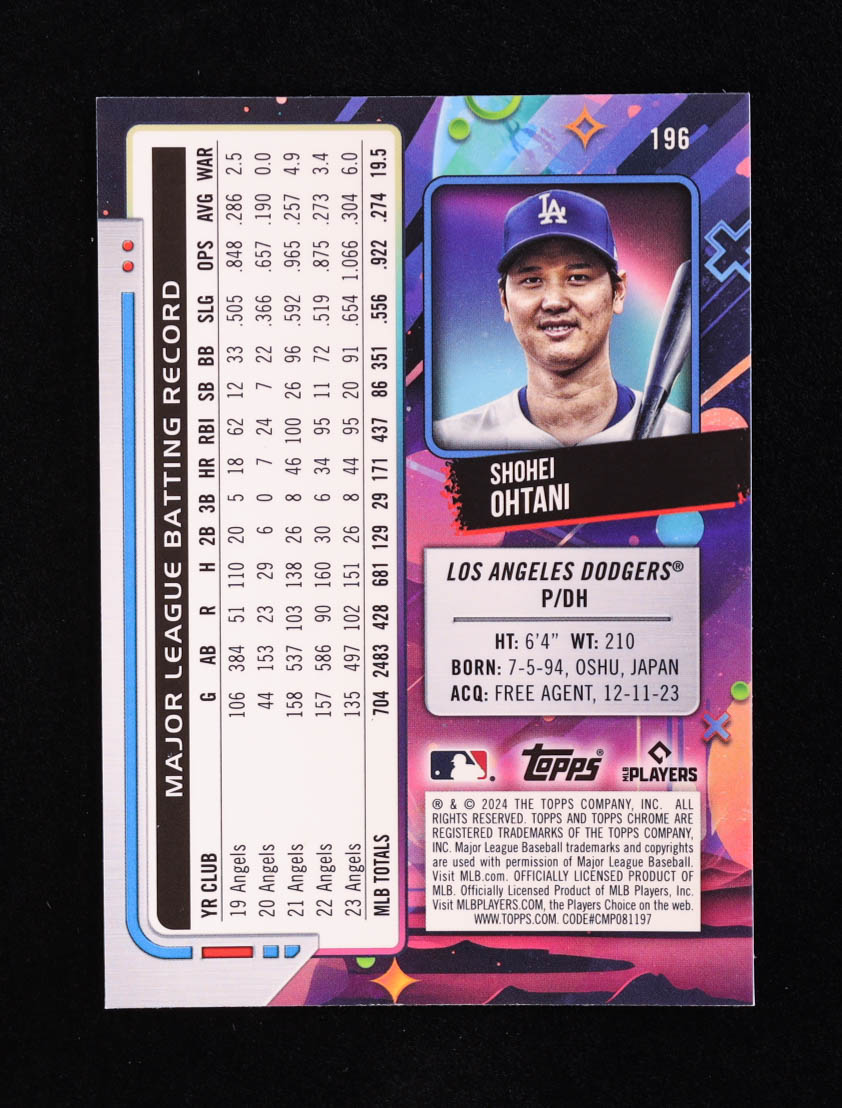 MAJOR LEAGUE BATTING RECORD
YR CLUB G AB R H 2B 3B HR RBI SB BB SLG OPS AVG WAR
19 Angels 106 384 51 110 20 5 18 62 12 33 .505 .848 .286 2.5
20 Angels 44 153 23 29 6 0 7 24 7 22 .366 .657 .190 0.0
21 Angels 158 537 103 138 26 8 46 100 26 96 .592 .965 .257 4.9
22 Angels 157 586 90 160 30 6 34 95 11 72 .519 .875 .273 3.4
23 Angels 135 497 102 151 26 8 44 95 20 91 .654 1.066 .304 6.0
MLB TOTALS 704 2483 428 681 129 29 171 437 86 351 .556 .922 .274 19.5
196
LA
SHOHEI
OHTANI
LOS ANGELES DODGERS®
P/DH
HT: 6'4" WT: 210
BORN: 7-5-94, OSHU, JAPAN
ACQ: FREE AGENT, 12-11-23
topps®
MLB PLAYERS
® & © 2024 THE TOPPS COMPANY, INC. ALL
RIGHTS RESERVED. TOPPS AND TOPPS CHROME ARE
REGISTERED TRADEMARKS OF THE TOPPS COMPANY,
INC. Major League Baseball trademarks and copyrights
are used with permission of Major League Baseball.
Visit MLB.com. OFFICIALLY LICENSED PRODUCT OF
MLB. Officially Licensed Product of MLB Players, Inc.
Visit MLBPLAYERS.COM, the Players Choice on the web.
WWW.TOPPS.COM. CODE#CMP081197